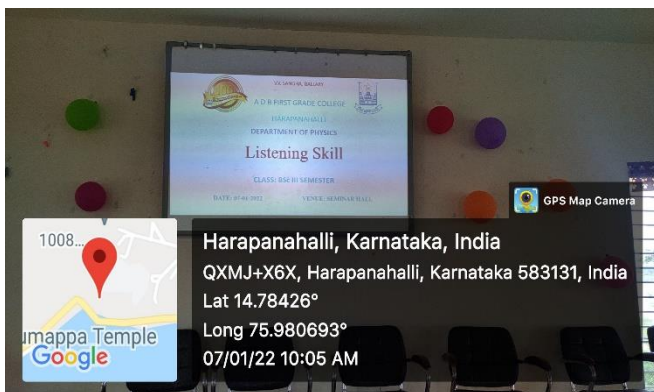 A D B FIRST GRADE COLLEGE
HARAPANAHALLI
DEPARTMENT OF PHYSICS
Listening Skill
CLASS: BSc III SEMESTER
VENUE: SEMINAR HALL
GPS Map Camera
1008...
umappa Temple
Google
Harapanahalli, Karnataka, India
QXMJ+X6X, Harapanahalli, Karnataka 583131, India
Lat 14.78426°
Long 75.980693°
07/01/22 10:05 AM